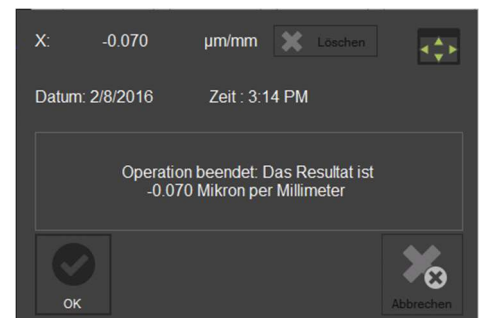 X: -0.070 µm/mm Löschen
Datum: 2/8/2016 Zeit : 3:14 PM
Operation beendet: Das Resultat ist
-0.070 Mikron per Millimeter
OK Abbrechen